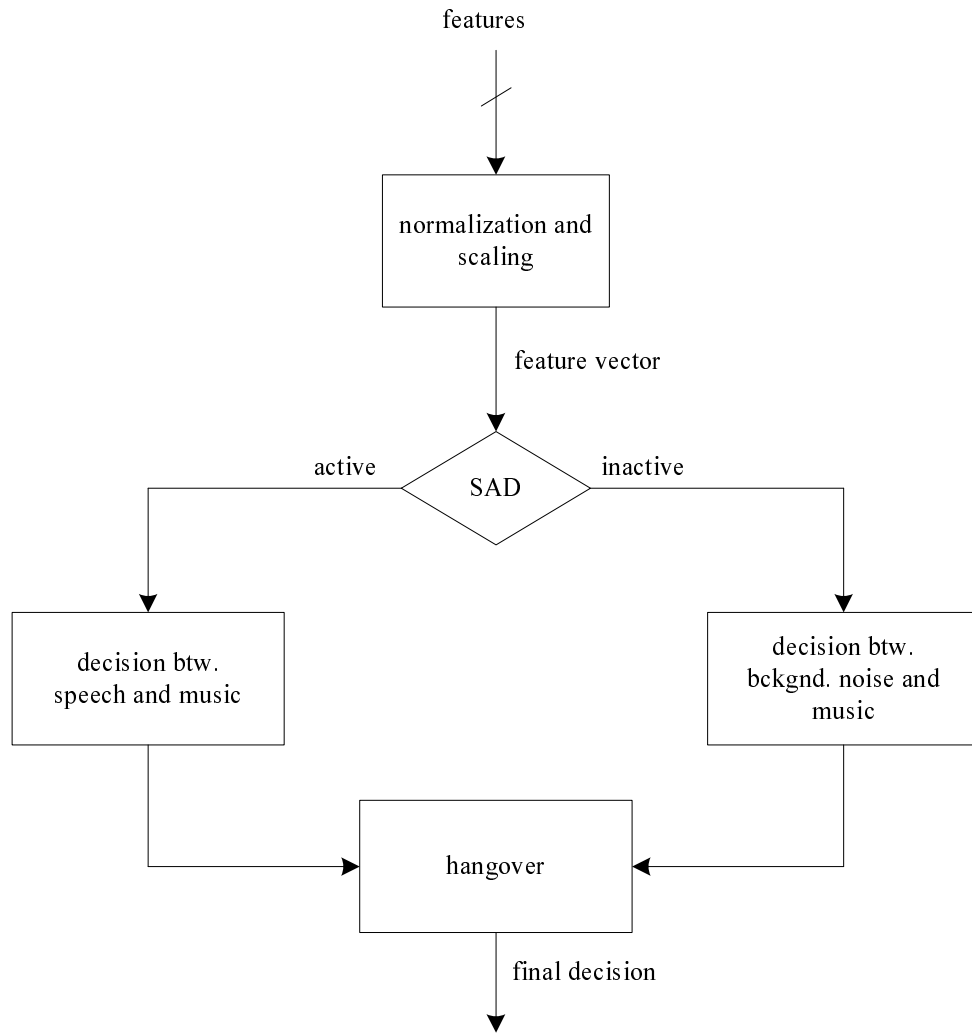 features
normalization and
scaling
feature vector
active
SAD
inactive
decision btw.
speech and music
decision btw.
bckgnd. noise and
music
hangover
final decision